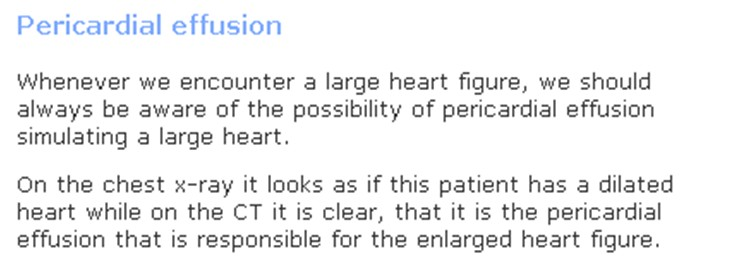 Pericardial effusion
Whenever we encounter a large heart figure, we should
always be aware of the possibility of pericardial effusion
simulating a large heart.
On the chest x-ray it looks as if this patient has a dilated
heart while on the CT it is clear, that it is the pericardial
effusion that is responsible for the enlarged heart figure.